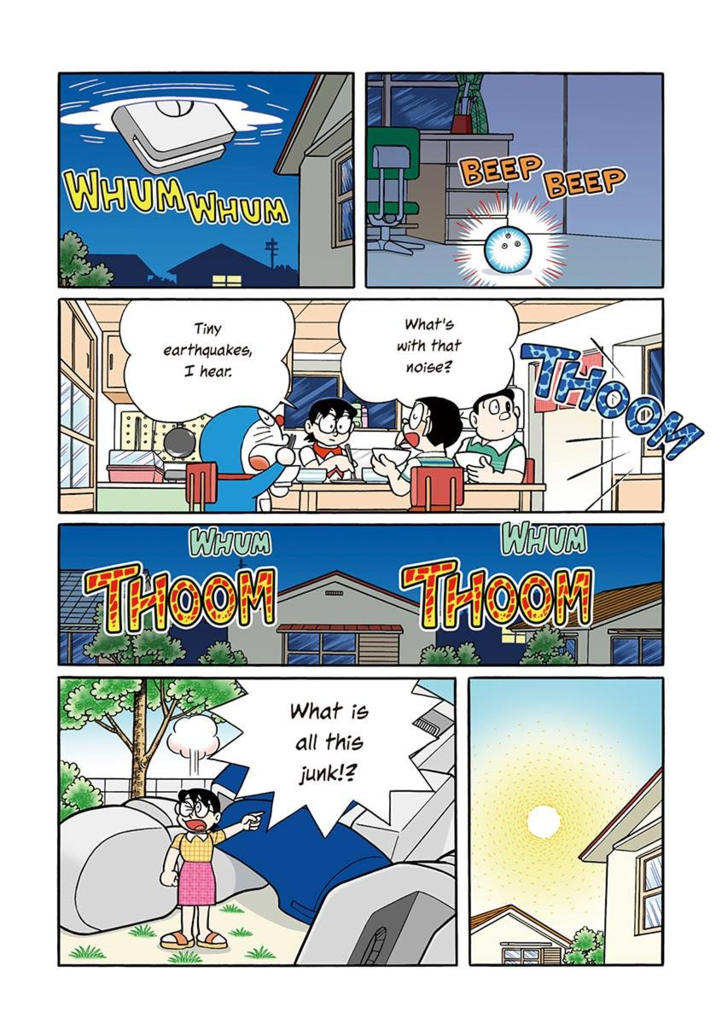 WHUM WHUM
BEEP BEEP
What's
with that
noise?
Tiny
earthquakes,
I hear.
THOOM
WHUM
THOOM
WHUM
THOOM
What is
all this
junk!?